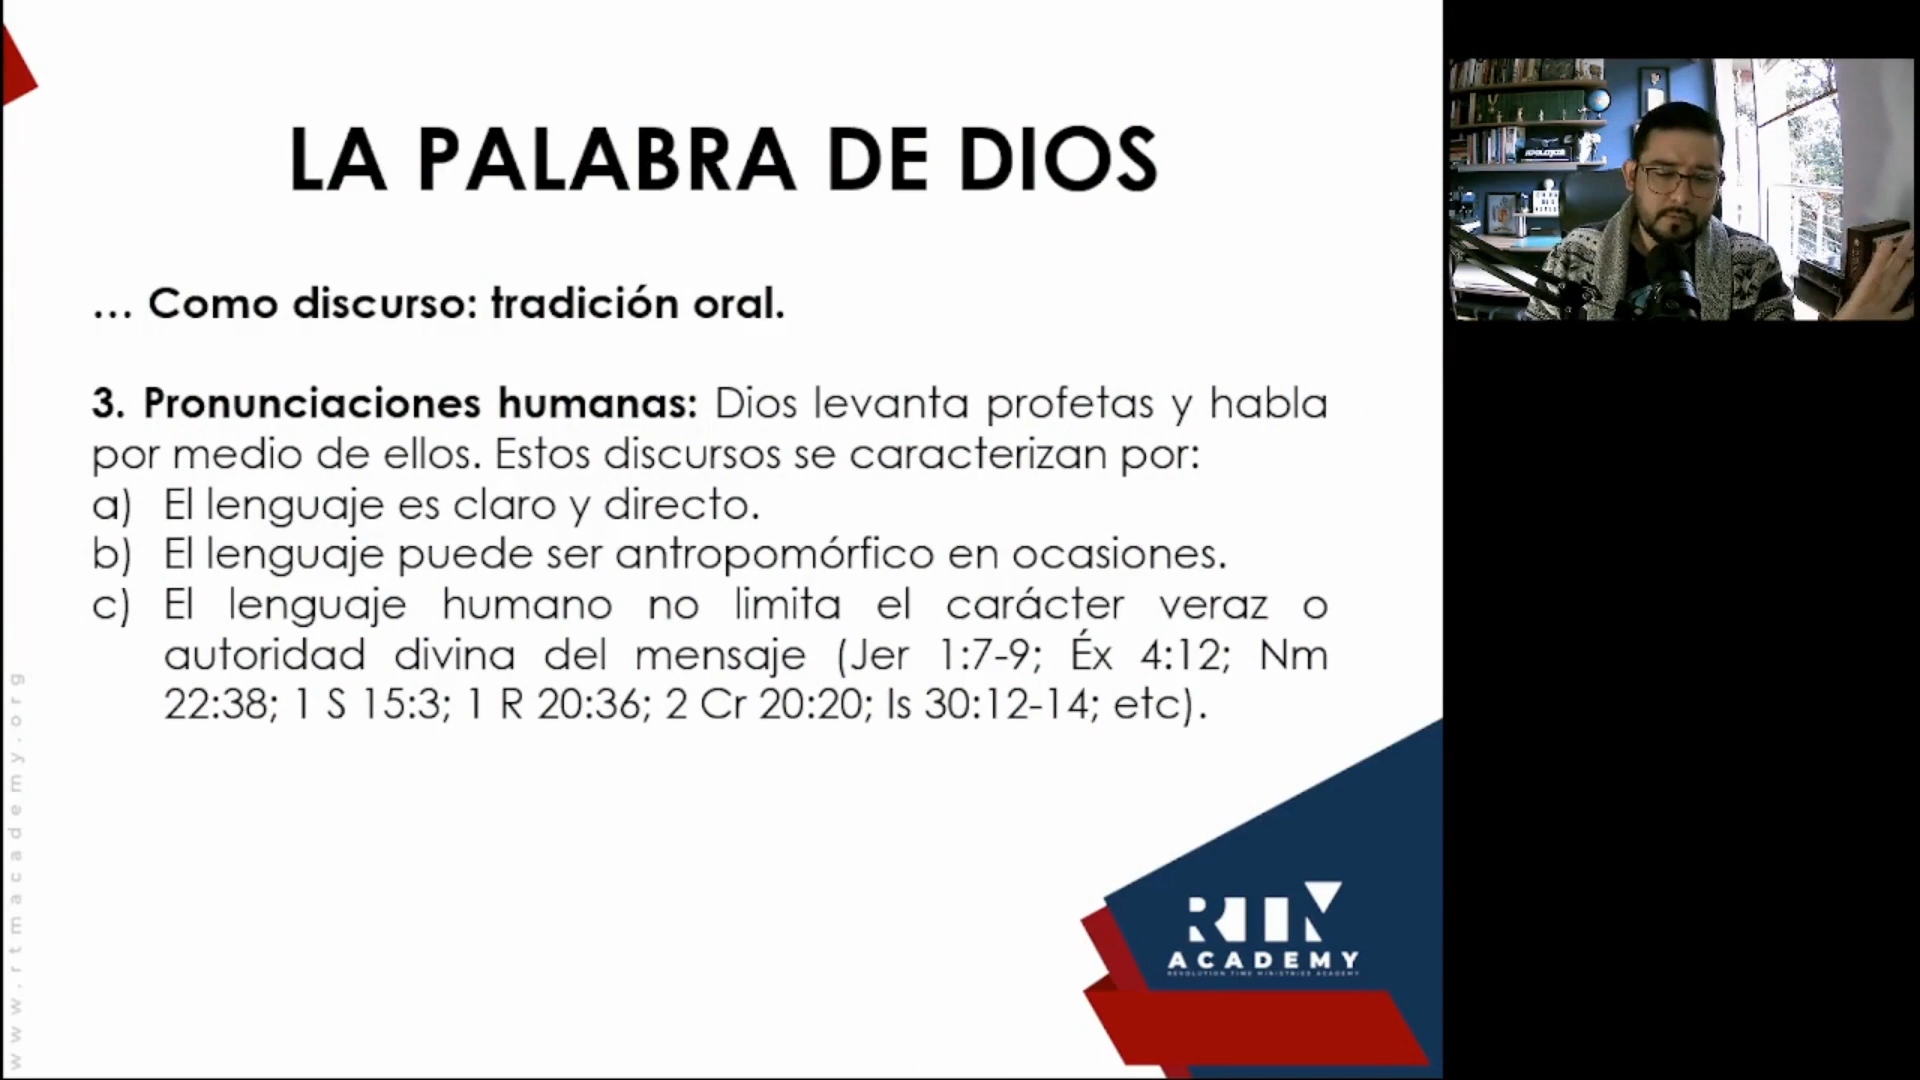 LA PALABRA DE DIOS
... Como discurso: tradición oral.
3. Pronunciaciones humanas: Dios levanta profetas y habla
por medio de ellos. Estos discursos se caracterizan por:
a) El lenguaje es claro y directo.
b) El lenguaje puede ser antropomórfico en ocasiones.
c) El lenguaje humano no limita el carácter veraz o
autoridad divina del mensaje (Jer 1:7-9; Éx 4:12; Nm
22:38; 1 S 15:3; 1 R 20:36; 2 Cr 20:20; Is 30:12-14; etc).
www.rtmacademy.org
RTM
ACADEMY
REVOLUTION TIME MINISTRIES ACADEMY